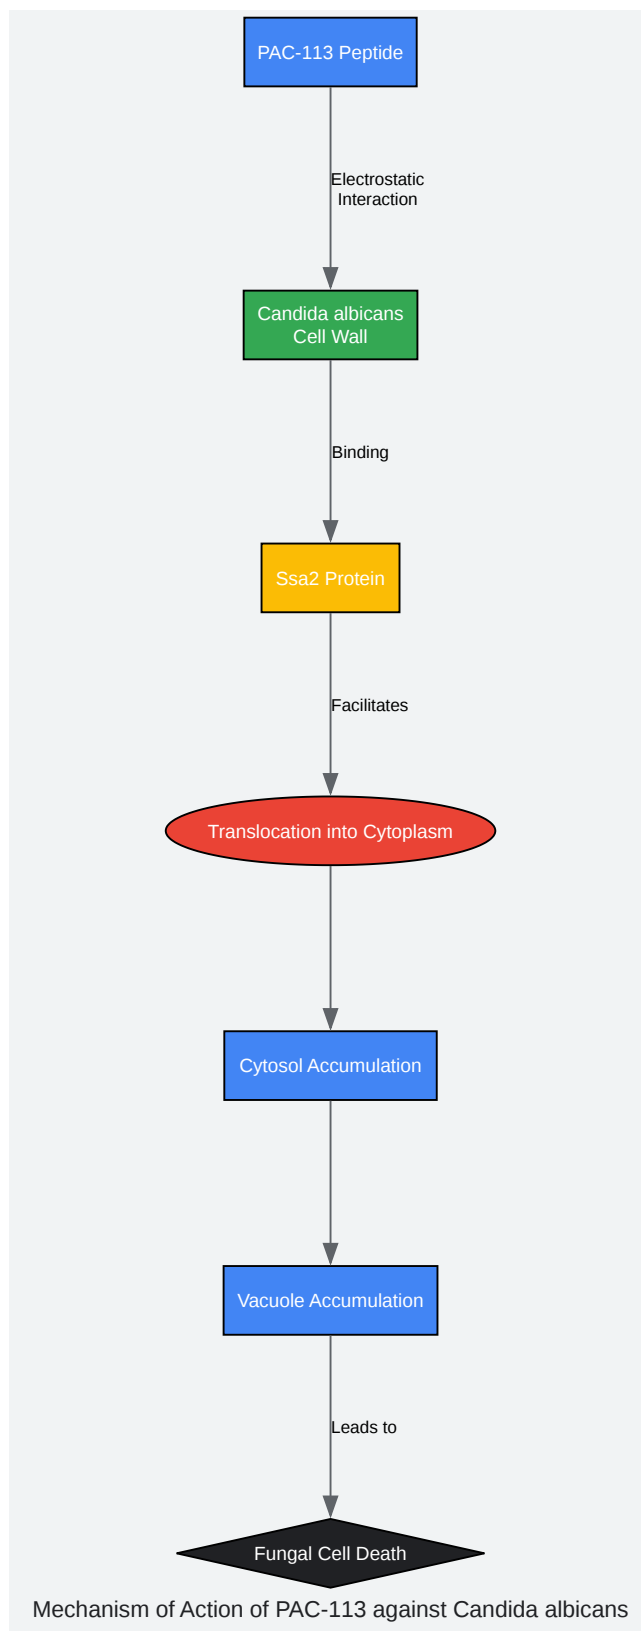 PAC-113 Peptide
Electrostatic
Interaction
Candida albicans
Cell Wall
Binding
Ssa2 Protein
Facilitates
Translocation into Cytoplasm
Cytosol Accumulation
Vacuole Accumulation
Leads to
Fungal Cell Death
Mechanism of Action of PAC-113 against Candida albicans